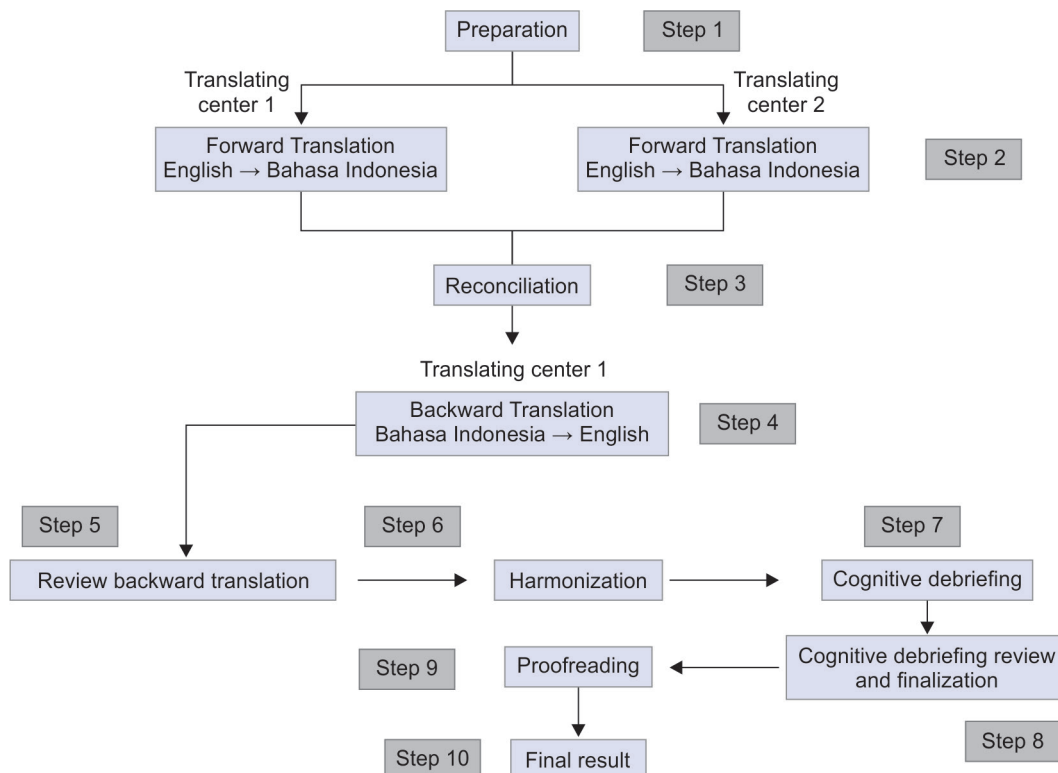 Preparation
Step 1
Translating
center 1
Translating
center 2
Forward Translation
English → Bahasa Indonesia
Forward Translation
English → Bahasa Indonesia
Step 2
Reconciliation
Step 3
Translating center 1
Backward Translation
Bahasa Indonesia → English
Step 4
Step 5
Step 6
Step 7
Review backward translation
Harmonization
Cognitive debriefing
Step 9
Proofreading
Cognitive debriefing review
and finalization
Step 8
Step 10
Final result